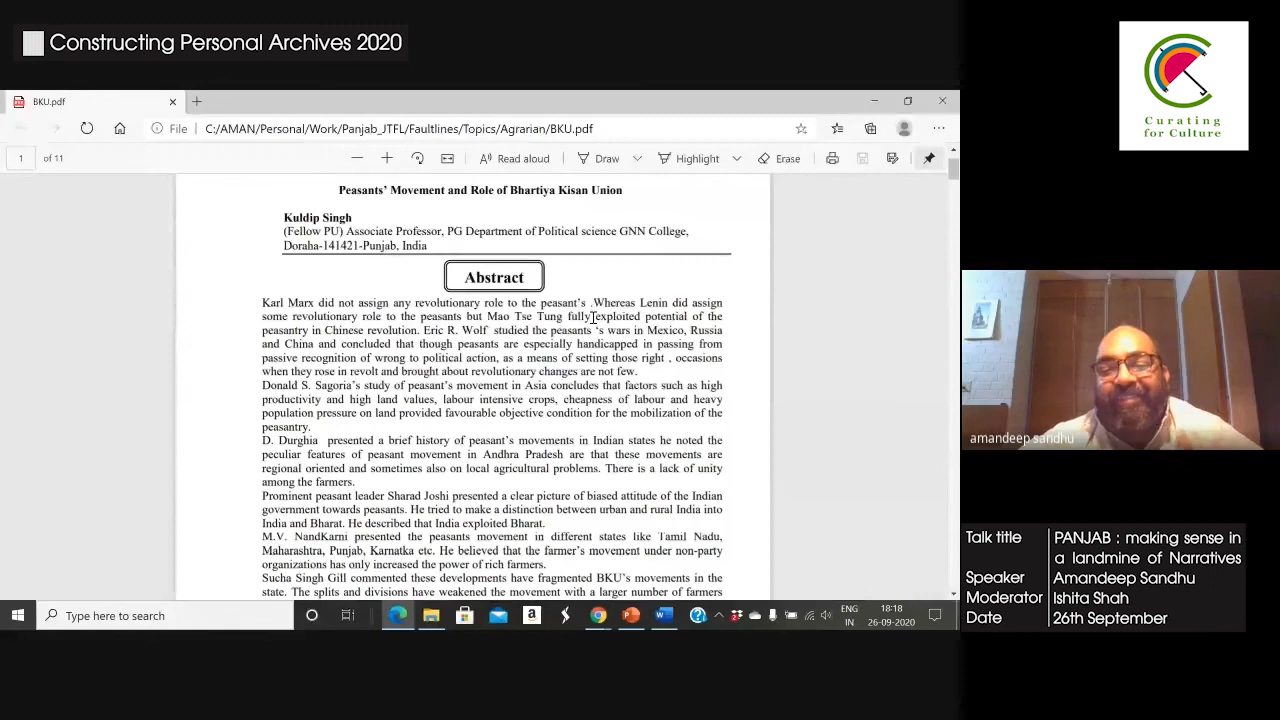 Constructing Personal Archives 2020
BKU.pdf
File C:/AMAN/Personal/Work/Panjab_JTFL/Faultlines/Topics/Agrarian/BKU.pdf
1 of 11 Read aloud Draw Highlight Erase
Peasants' Movement and Role of Bhartiya Kisan Union
Kuldip Singh
(Fellow PU) Associate Professor, PG Department of Political science GNN College,
Doraha-141421-Punjab, India
Abstract
Karl Marx did not assign any revolutionary role to the peasant's .Whereas Lenin did assign
some revolutionary role to the peasants but Mao Tse Tung fully exploited potential of the
peasantry in Chinese revolution. Eric R. Wolf studied the peasants 's wars in Mexico, Russia
and China and concluded that though peasants are especially handicapped in passing from
passive recognition of wrong to political action, as a means of setting those right , occasions
when they rose in revolt and brought about revolutionary changes are not few.
Donald S. Sagoria's study of peasant's movement in Asia concludes that factors such as high
productivity and high land values, labour intensive crops, cheapness of labour and heavy
population pressure on land provided favourable objective condition for the mobilization of the
peasantry.
D. Durghia presented a brief history of peasant's movements in Indian states he noted the
peculiar features of peasant movement in Andhra Pradesh are that these movements are
regional oriented and sometimes also on local agricultural problems. There is a lack of unity
among the farmers.
Prominent peasant leader Sharad Joshi presented a clear picture of biased attitude of the Indian
government towards peasants. He tried to make a distinction between urban and rural India into
India and Bharat. He described that India exploited Bharat.
M.V. NandKarni presented the peasants movement in different states like Tamil Nadu,
Maharashtra, Punjab, Karnatka etc. He believed that the farmer's movement under non-party
organizations has only increased the power of rich farmers.
Sucha Singh Gill commented these developments have fragmented BKU's movements in the
state. The splits and divisions have weakened the movement with a larger number of farmers
Type here to search
ENG
IN
18:18
26-09-2020
Curating
for Culture
amandeep sandhu
Talk title PANJAB : making sense in
a landmine of Narratives
Speaker Amandeep Sandhu
Moderator Ishita Shah
Date 26th September